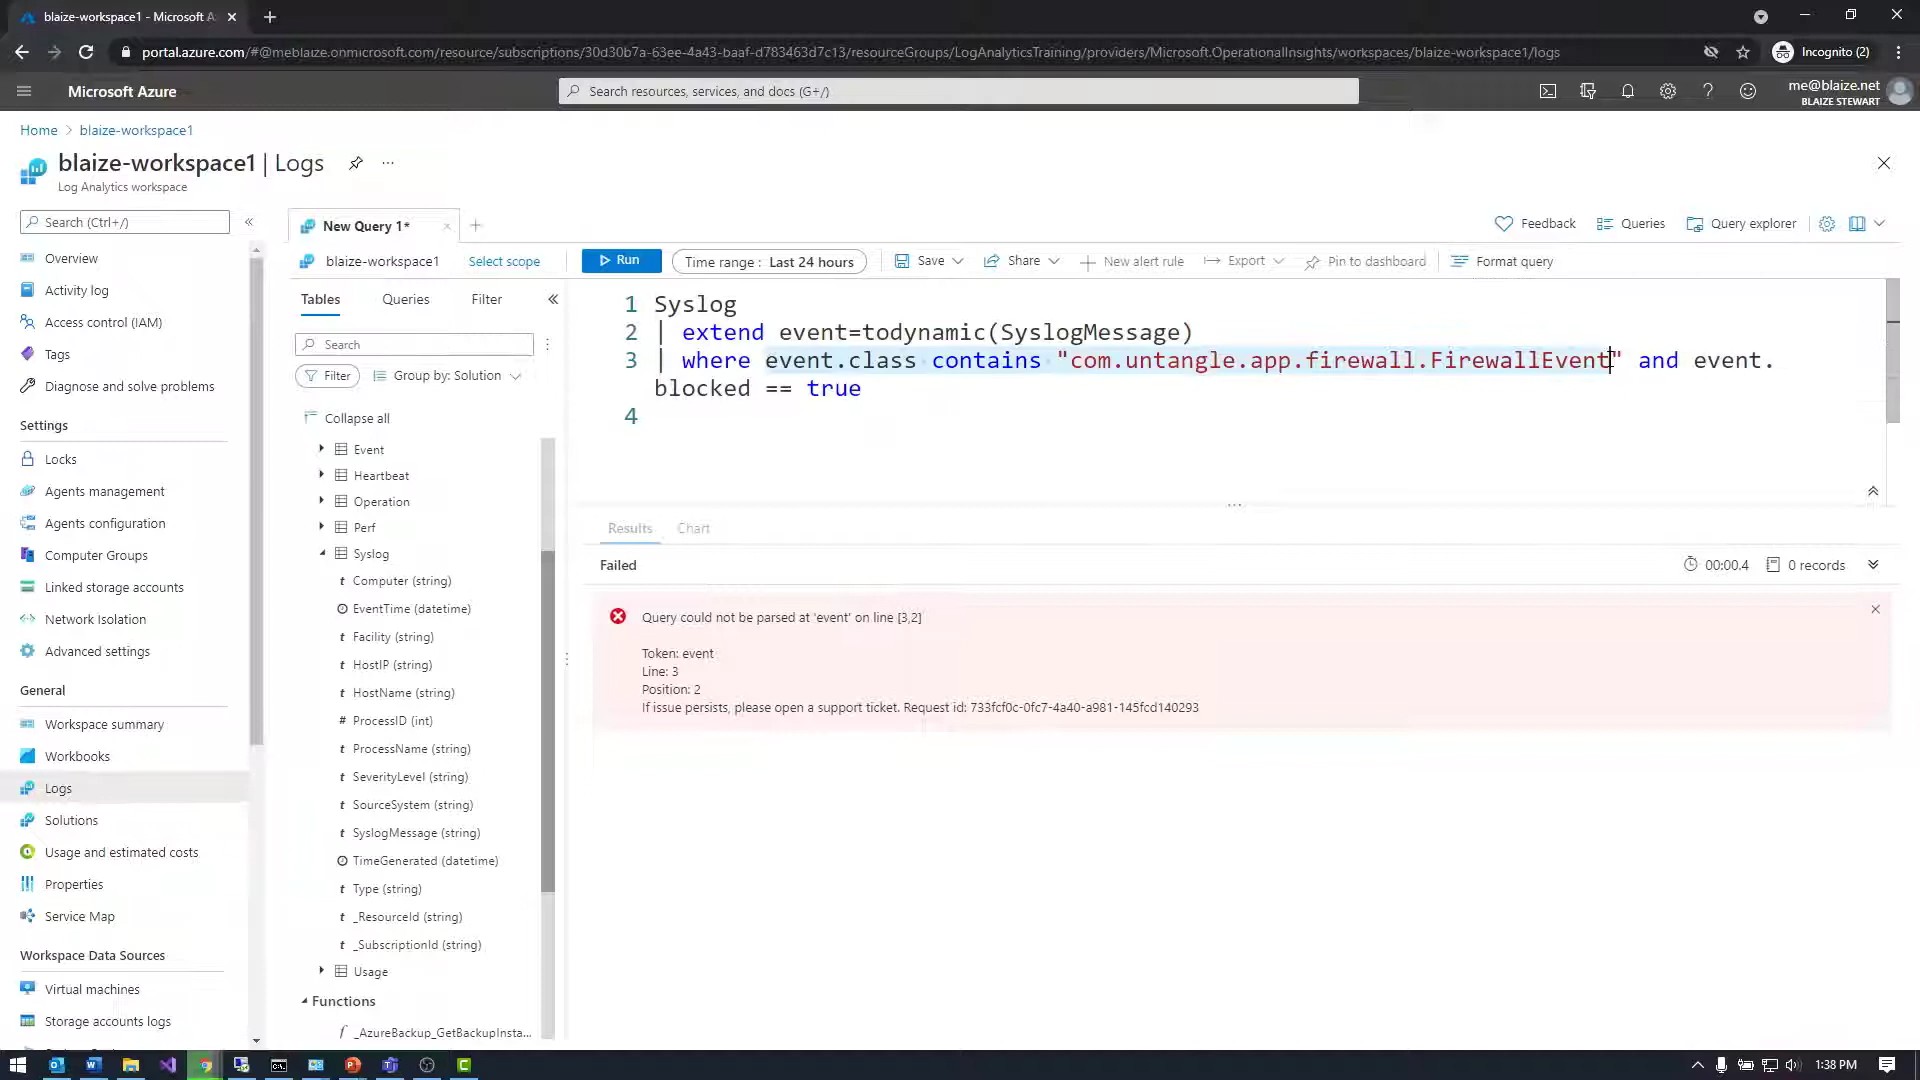 blaize-workspace1 - Microsoft A
portal.azure.com/#@meblaize.onmicrosoft.com/resource/subscriptions/30d30b7a-63ee-4a43-baaf-d783463d7c13/resourceGroups/LogAnalyticsTraining/providers/Microsoft.OperationalInsights/workspaces/blaize-workspace1/logs
Incognito (2)
Microsoft Azure
Search resources, services, and docs (G+/)
me@blaize.net
BLAIZE STEWART
Home > blaize-workspace1
blaize-workspace1 | Logs
Log Analytics workspace
Search (Ctrl+/)
Overview
Activity log
Access control (IAM)
Tags
Diagnose and solve problems
Settings
Locks
Agents management
Agents configuration
Computer Groups
Linked storage accounts
Network Isolation
Advanced settings
General
Workspace summary
Workbooks
Logs
Solutions
Usage and estimated costs
Properties
Service Map
Workspace Data Sources
Virtual machines
Storage accounts logs
New Query 1*
Feedback
Queries
Query explorer
blaize-workspace1
Select scope
Run
Time range : Last 24 hours
Save
Share
New alert rule
Export
Pin to dashboard
Format query
Tables
Queries
Filter
Search
Filter
Group by: Solution
Collapse all
Event
Heartbeat
Operation
Perf
Syslog
t Computer (string)
EventTime (datetime)
t Facility (string)
t HostIP (string)
t HostName (string)
# ProcessID (int)
t ProcessName (string)
t SeverityLevel (string)
t SourceSystem (string)
t SyslogMessage (string)
TimeGenerated (datetime)
t Type (string)
t _ResourceId (string)
t _SubscriptionId (string)
Usage
Functions
f _AzureBackup_GetBackupInsta...
1 Syslog
2 | extend event=todynamic(SyslogMessage)
3 | where event.class contains "com.untangle.app.firewall.FirewallEvent" and event.
blocked == true
4
Results
Chart
Failed
00:00.4
0 records
Query could not be parsed at 'event' on line [3,2]
Token: event
Line: 3
Position: 2
If issue persists, please open a support ticket. Request id: 733fcf0c-0fc7-4a40-a981-145fcd140293
1:38 PM